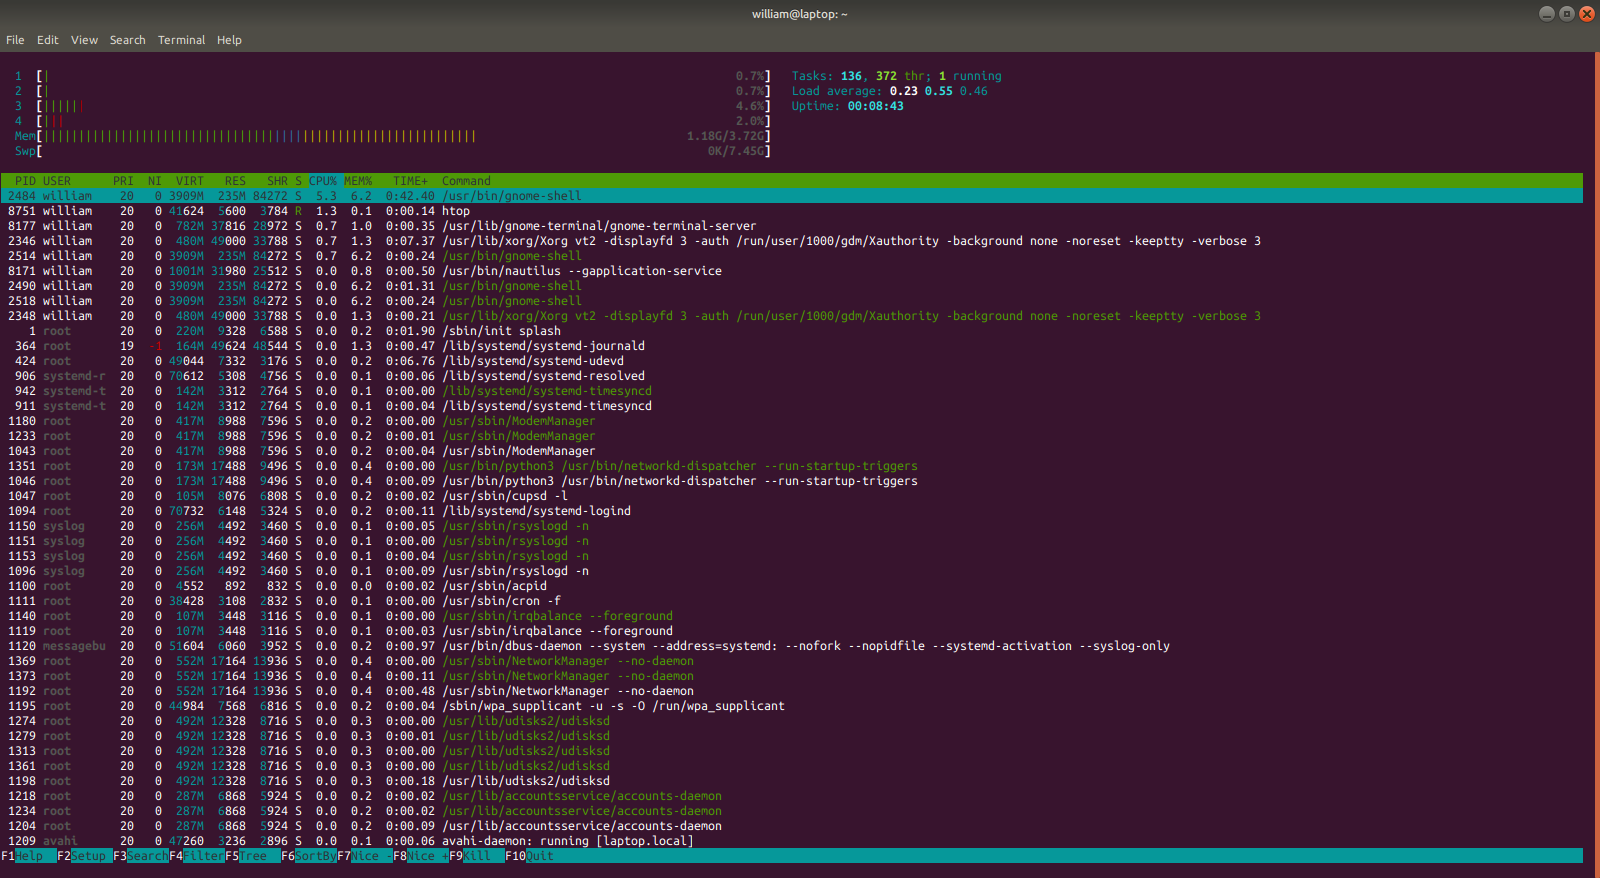 william@laptop: ~
File Edit View Search Terminal Help
1 [| 0.7%] Tasks: 136, 372 thr; 1 running
2 [| 0.7%] Load average: 0.23 0.55 0.46
3 [||||| 4.6%] Uptime: 00:08:43
4 [||| 2.0%]
Mem[|||||||||||||||||||||||||||||||||||||||||||||||||||||||||||||| 1.18G/3.72G]
Swp[ 0K/7.45G]
PID USER PRI NI VIRT RES SHR S CPU% MEM% TIME+ Command
2484 william 20 0 3909M 235M 84272 S 5.3 6.2 0:42.40 /usr/bin/gnome-shell
8751 william 20 0 41624 5600 3784 R 1.3 0.1 0:00.14 htop
8177 william 20 0 782M 37816 28972 S 0.7 1.0 0:00.35 /usr/lib/gnome-terminal/gnome-terminal-server
2346 william 20 0 480M 49000 33788 S 0.7 1.3 0:07.37 /usr/lib/xorg/Xorg vt2 -displayfd 3 -auth /run/user/1000/gdm/Xauthority -background none -noreset -keeptty -verbose 3
2514 william 20 0 3909M 235M 84272 S 0.7 6.2 0:00.24 /usr/bin/gnome-shell
8171 william 20 0 1001M 31980 25512 S 0.0 0.8 0:00.50 /usr/bin/nautilus --gapplication-service
2490 william 20 0 3909M 235M 84272 S 0.0 6.2 0:01.31 /usr/bin/gnome-shell
2518 william 20 0 3909M 235M 84272 S 0.0 6.2 0:00.24 /usr/bin/gnome-shell
2348 william 20 0 480M 49000 33788 S 0.0 1.3 0:00.21 /usr/lib/xorg/Xorg vt2 -displayfd 3 -auth /run/user/1000/gdm/Xauthority -background none -noreset -keeptty -verbose 3
1 root 20 0 220M 9328 6588 S 0.0 0.2 0:01.90 /sbin/init splash
364 root 19 -1 164M 49624 48544 S 0.0 1.3 0:00.47 /lib/systemd/systemd-journald
424 root 20 0 49044 7332 3176 S 0.0 0.2 0:06.76 /lib/systemd/systemd-udevd
906 systemd-r 20 0 70612 5308 4756 S 0.0 0.1 0:00.06 /lib/systemd/systemd-resolved
942 systemd-t 20 0 142M 3312 2764 S 0.0 0.1 0:00.00 /lib/systemd/systemd-timesyncd
911 systemd-t 20 0 142M 3312 2764 S 0.0 0.1 0:00.04 /lib/systemd/systemd-timesyncd
1180 root 20 0 417M 8988 7596 S 0.0 0.2 0:00.00 /usr/sbin/ModemManager
1233 root 20 0 417M 8988 7596 S 0.0 0.2 0:00.01 /usr/sbin/ModemManager
1043 root 20 0 417M 8988 7596 S 0.0 0.2 0:00.04 /usr/sbin/ModemManager
1351 root 20 0 173M 17488 9496 S 0.0 0.4 0:00.00 /usr/bin/python3 /usr/bin/networkd-dispatcher --run-startup-triggers
1046 root 20 0 173M 17488 9496 S 0.0 0.4 0:00.09 /usr/bin/python3 /usr/bin/networkd-dispatcher --run-startup-triggers
1047 root 20 0 105M 8076 6808 S 0.0 0.2 0:00.02 /usr/sbin/cupsd -l
1094 root 20 0 70732 6148 5324 S 0.0 0.2 0:00.11 /lib/systemd/systemd-logind
1150 syslog 20 0 256M 4492 3460 S 0.0 0.1 0:00.05 /usr/sbin/rsyslogd -n
1151 syslog 20 0 256M 4492 3460 S 0.0 0.1 0:00.00 /usr/sbin/rsyslogd -n
1153 syslog 20 0 256M 4492 3460 S 0.0 0.1 0:00.04 /usr/sbin/rsyslogd -n
1096 syslog 20 0 256M 4492 3460 S 0.0 0.1 0:00.09 /usr/sbin/rsyslogd -n
1100 root 20 0 4552 892 832 S 0.0 0.0 0:00.02 /usr/sbin/acpid
1111 root 20 0 38428 3108 2832 S 0.0 0.1 0:00.00 /usr/sbin/cron -f
1140 root 20 0 107M 3448 3116 S 0.0 0.1 0:00.00 /usr/sbin/irqbalance --foreground
1119 root 20 0 107M 3448 3116 S 0.0 0.1 0:00.03 /usr/sbin/irqbalance --foreground
1120 messagebu 20 0 51604 6060 3952 S 0.0 0.2 0:00.97 /usr/bin/dbus-daemon --system --address=systemd: --nofork --nopidfile --systemd-activation --syslog-only
1369 root 20 0 552M 17164 13936 S 0.0 0.4 0:00.00 /usr/sbin/NetworkManager --no-daemon
1373 root 20 0 552M 17164 13936 S 0.0 0.4 0:00.11 /usr/sbin/NetworkManager --no-daemon
1192 root 20 0 552M 17164 13936 S 0.0 0.4 0:00.48 /usr/sbin/NetworkManager --no-daemon
1195 root 20 0 44984 7568 6816 S 0.0 0.2 0:00.04 /sbin/wpa_supplicant -u -s -O /run/wpa_supplicant
1274 root 20 0 492M 12328 8716 S 0.0 0.3 0:00.00 /usr/lib/udisks2/udisksd
1279 root 20 0 492M 12328 8716 S 0.0 0.3 0:00.01 /usr/lib/udisks2/udisksd
1313 root 20 0 492M 12328 8716 S 0.0 0.3 0:00.00 /usr/lib/udisks2/udisksd
1361 root 20 0 492M 12328 8716 S 0.0 0.3 0:00.00 /usr/lib/udisks2/udisksd
1198 root 20 0 492M 12328 8716 S 0.0 0.3 0:00.18 /usr/lib/udisks2/udisksd
1218 root 20 0 287M 6868 5924 S 0.0 0.2 0:00.02 /usr/lib/accountsservice/accounts-daemon
1234 root 20 0 287M 6868 5924 S 0.0 0.2 0:00.02 /usr/lib/accountsservice/accounts-daemon
1204 root 20 0 287M 6868 5924 S 0.0 0.2 0:00.09 /usr/lib/accountsservice/accounts-daemon
1209 avahi 20 0 47260 3236 2896 S 0.0 0.1 0:00.06 avahi-daemon: running [laptop.local]
F1Help F2Setup F3SearchF4FilterF5Tree F6SortByF7Nice -F8Nice +F9Kill F10Quit